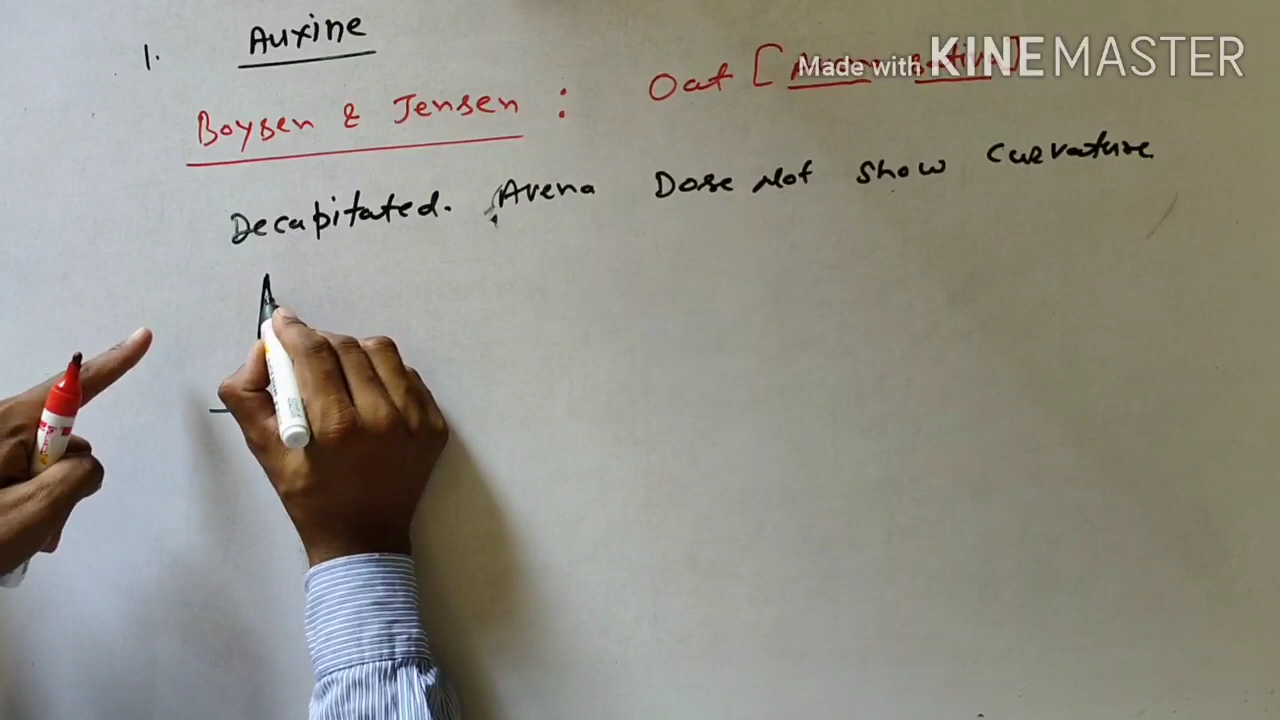 1. Auxine
Boysen & Jensen : Oat [
Made with KINEMASTER
Decapitated. Avena Dose Not Show Curvature